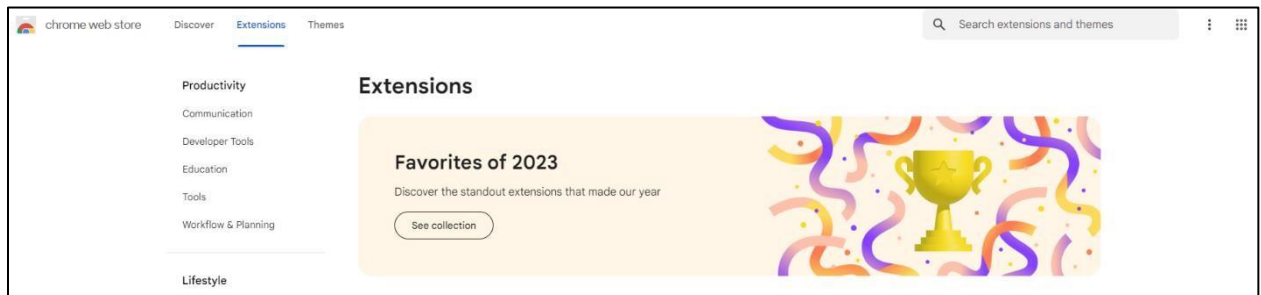 chrome web store Discover Extensions Themes Search extensions and themes
Productivity
Communication
Developer Tools
Education
Tools
Workflow & Planning
Lifestyle
Extensions
Favorites of 2023
Discover the standout extensions that made our year
See collection